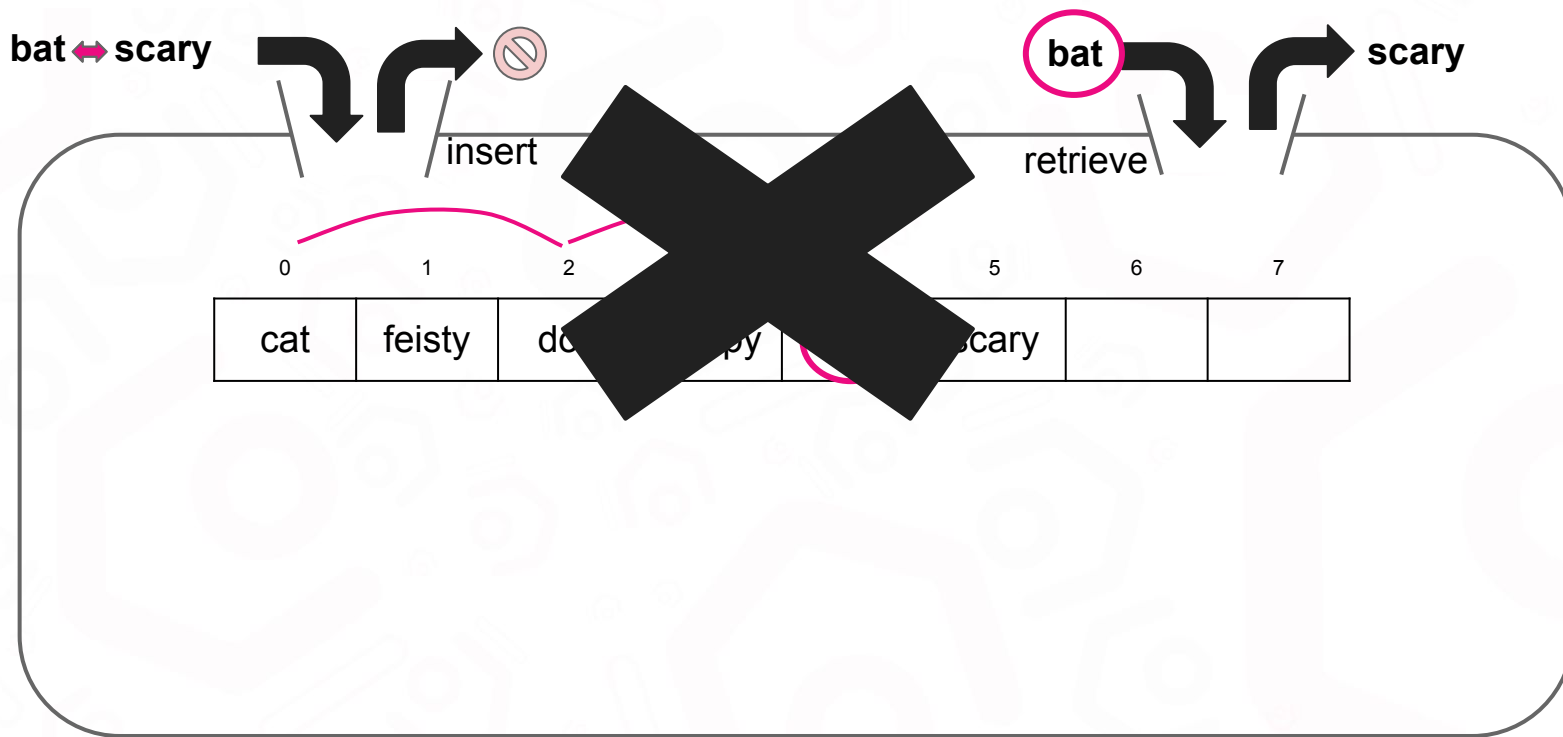 bat scary
bat scary
insert
retrieve
0 1 2 5 6 7
cat feisty scary